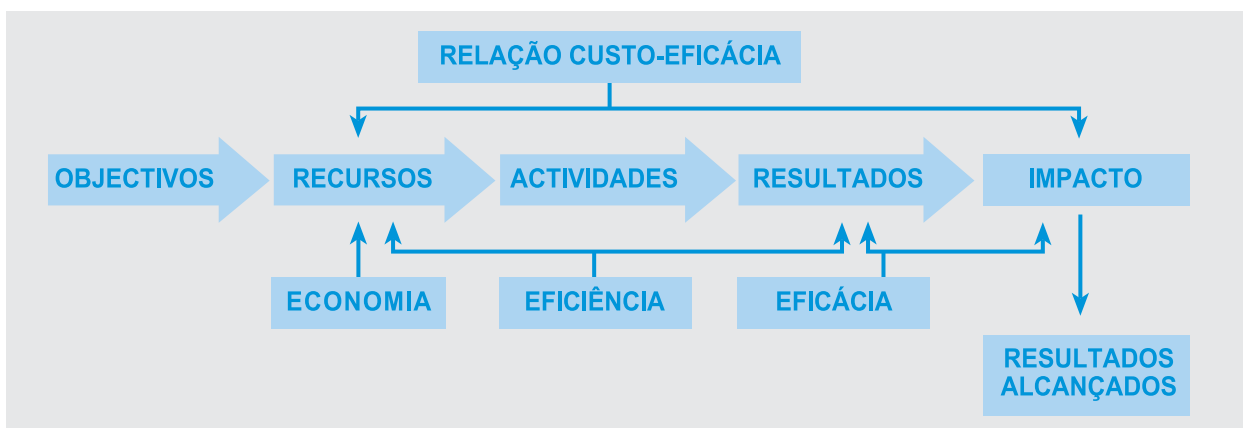 RELAÇÃO CUSTO-EFICÁCIA
OBJECTIVOS
RECURSOS
ACTIVIDADES
RESULTADOS
IMPACTO
ECONOMIA
EFICIÊNCIA
EFICÁCIA
RESULTADOS
ALCANÇADOS